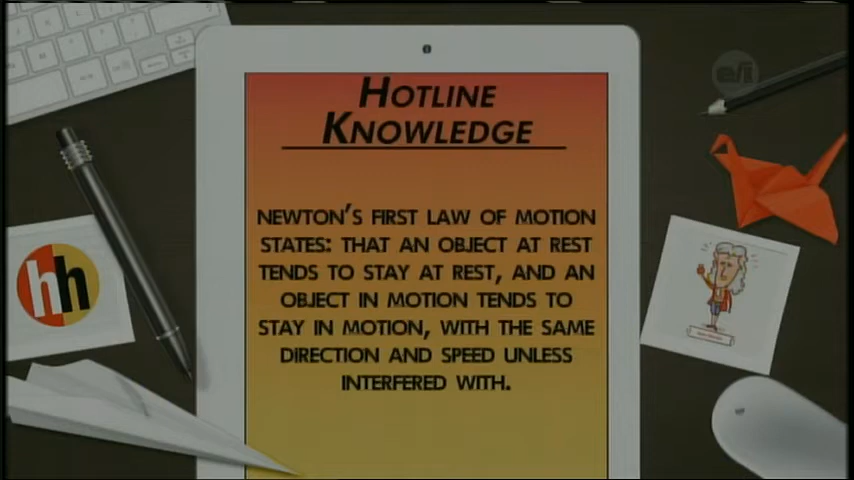 HOTLINE
KNOWLEDGE
NEWTON'S FIRST LAW OF MOTION
STATES: THAT AN OBJECT AT REST
TENDS TO STAY AT REST, AND AN
OBJECT IN MOTION TENDS TO
STAY IN MOTION, WITH THE SAME
DIRECTION AND SPEED UNLESS
INTERFERED WITH.
hh